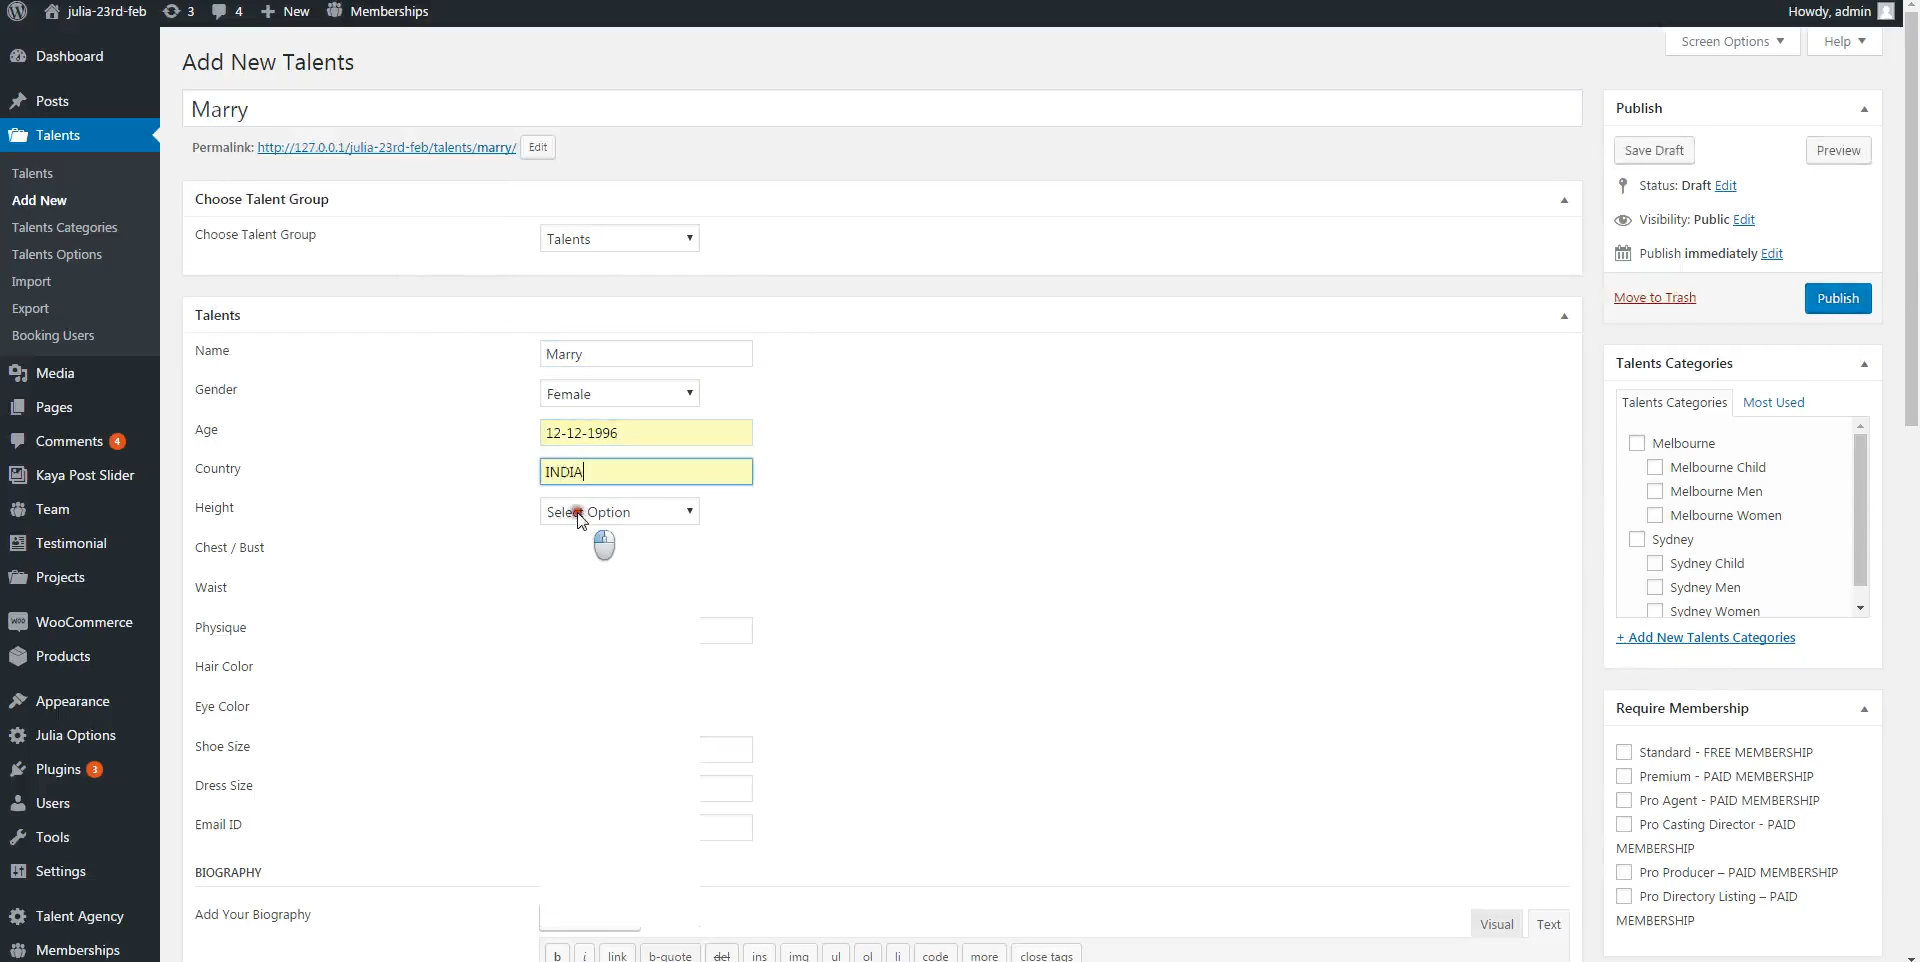 julia-23rd-feb 3 4 New Memberships Howdy, admin
Screen Options Help
Dashboard
Posts
Talents
Talents
Add New
Talents Categories
Talents Options
Import
Export
Booking Users
Media
Pages
Comments 4
Kaya Post Slider
Team
Testimonial
Projects
WooCommerce
Products
Appearance
Julia Options
Plugins 3
Users
Tools
Settings
Talent Agency
Memberships
Add New Talents
Marry
Permalink: http://127.0.0.1/julia-23rd-feb/talents/marry/ Edit
Choose Talent Group
Choose Talent Group Talents
Talents
Name Marry
Gender Female
Age 12-12-1996
Country INDIA
Height Select Option
Chest / Bust
Waist
Physique
Hair Color
Eye Color
Shoe Size
Dress Size
Email ID
BIOGRAPHY
Add Your Biography
Visual Text
b i link b-quote del ins img ul ol li code more close tags
Publish
Save Draft Preview
Status: Draft Edit
Visibility: Public Edit
Publish immediately Edit
Move to Trash Publish
Talents Categories
Talents Categories Most Used
Melbourne
Melbourne Child
Melbourne Men
Melbourne Women
Sydney
Sydney Child
Sydney Men
Sydney Women
+ Add New Talents Categories
Require Membership
Standard - FREE MEMBERSHIP
Premium - PAID MEMBERSHIP
Pro Agent - PAID MEMBERSHIP
Pro Casting Director - PAID
MEMBERSHIP
Pro Producer – PAID MEMBERSHIP
Pro Directory Listing – PAID
MEMBERSHIP